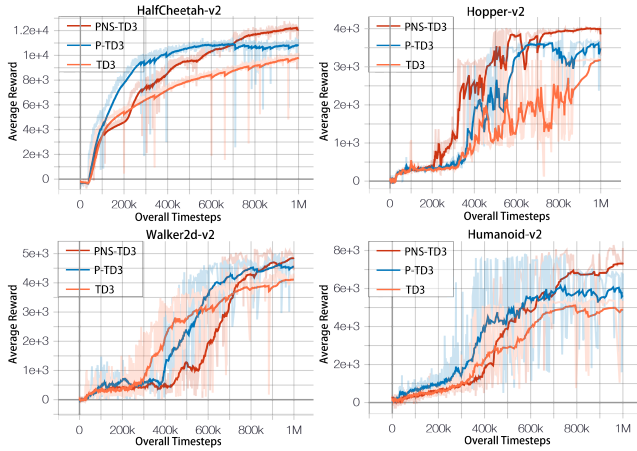 HalfCheetah-v2
PNS-TD3
P-TD3
TD3
1.2e+4
1e+4
8e+3
6e+3
4e+3
2e+3
0
Average Reward
0 200k 400k 600k 800k 1M
Overall Timesteps
Hopper-v2
PNS-TD3
P-TD3
TD3
4e+3
3e+3
2e+3
1e+3
0
Average Reward
0 200k 400k 600k 800k 1M
Overall Timesteps
Walker2d-v2
PNS-TD3
P-TD3
TD3
5e+3
4e+3
3e+3
2e+3
1e+3
0
Average Reward
0 200k 400k 600k 800k 1M
Overall Timesteps
Humanoid-v2
PNS-TD3
P-TD3
TD3
8e+3
6e+3
4e+3
2e+3
0
Average Reward
0 200k 400k 600k 800k 1M
Overall Timesteps